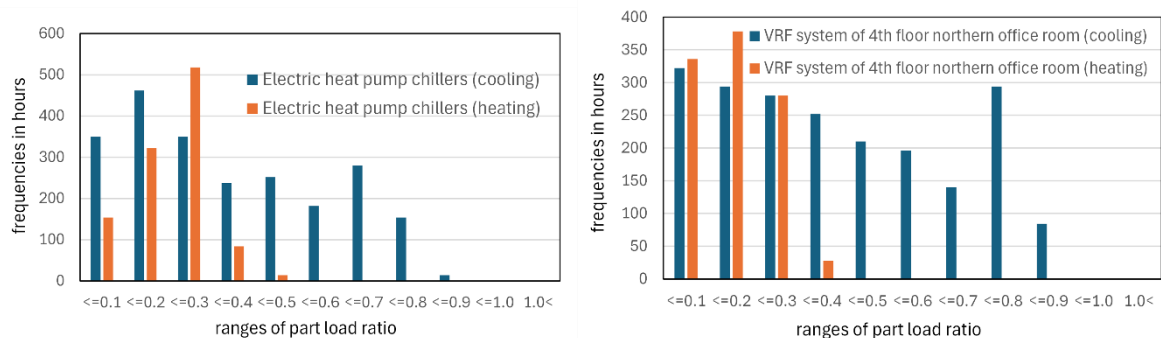 600
500
400
300
200
100
0
frequencies in hours
Electric heat pump chillers (cooling)
Electric heat pump chillers (heating)
<=0.1 <=0.2 <=0.3 <=0.4 <=0.5 <=0.6 <=0.7 <=0.8 <=0.9 <=1.0 1.0<
ranges of part load ratio
400
350
300
250
200
150
100
50
0
frequencies in hours
VRF system of 4th floor northern office room (cooling)
VRF system of 4th floor northern office room (heating)
<=0.1 <=0.2 <=0.3 <=0.4 <=0.5 <=0.6 <=0.7 <=0.8 <=0.9 <=1.0 1.0<
ranges of part load ratio